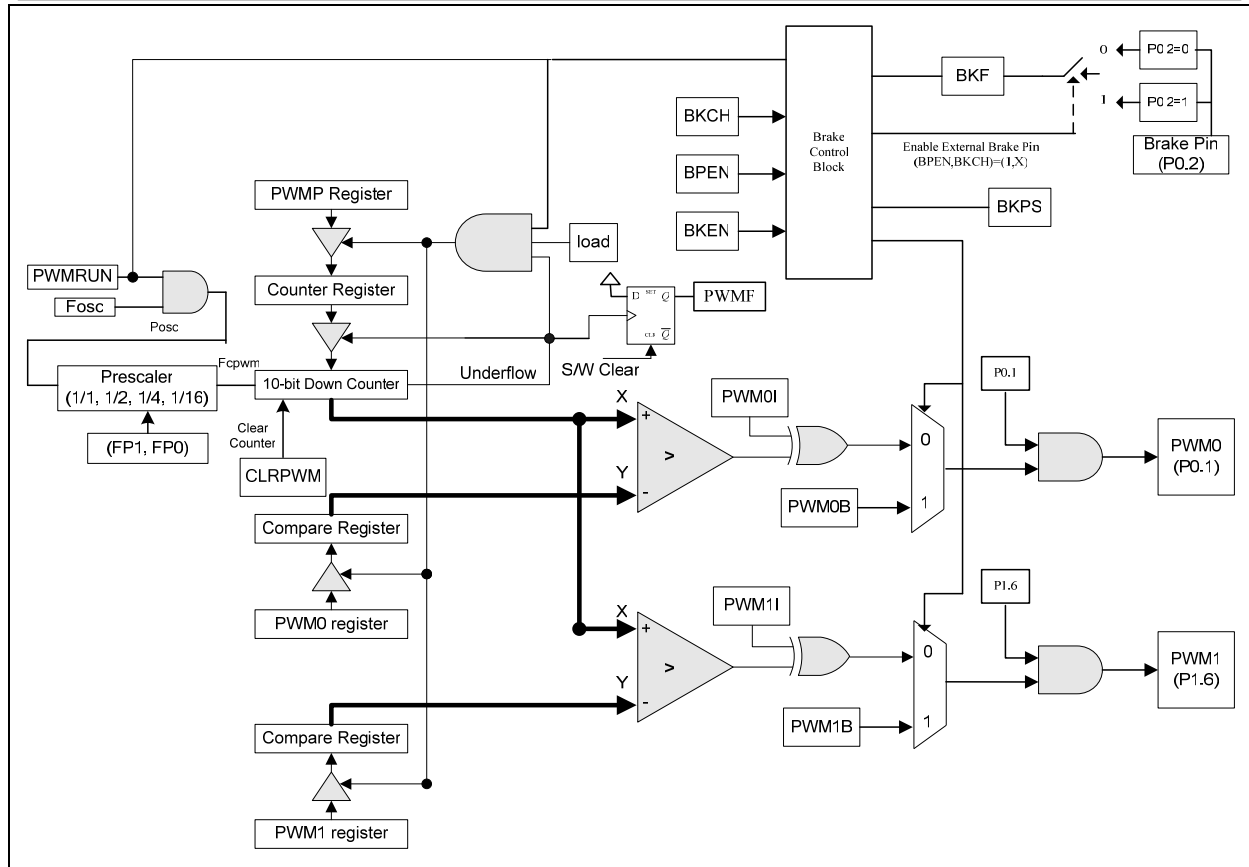 0
P0.2=0
BKF
1
P0.2=1
BKCH
Brake
Control
Block
Enable External Brake Pin
(BPEN,BKCH)=(1,X)
Brake Pin
(P0.2)
BPEN
PWMP Register
BKPS
BKEN
load
PWMRUN
Counter Register
D SET Q
PWMF
Fosc
Posc
CLR Q
Fcpwm
S/W Clear
Prescaler
(1/1, 1/2, 1/4, 1/16)
10-bit Down Counter
Underflow
P0.1
X
PWM0I
+
Clear
Counter
(FP1, FP0)
0
>
PWM0
(P0.1)
CLRPWM
Y
-
1
PWM0B
Compare Register
P1.6
X
PWM1I
PWM0 register
+
0
>
PWM1
(P1.6)
Y
-
1
PWM1B
Compare Register
PWM1 register